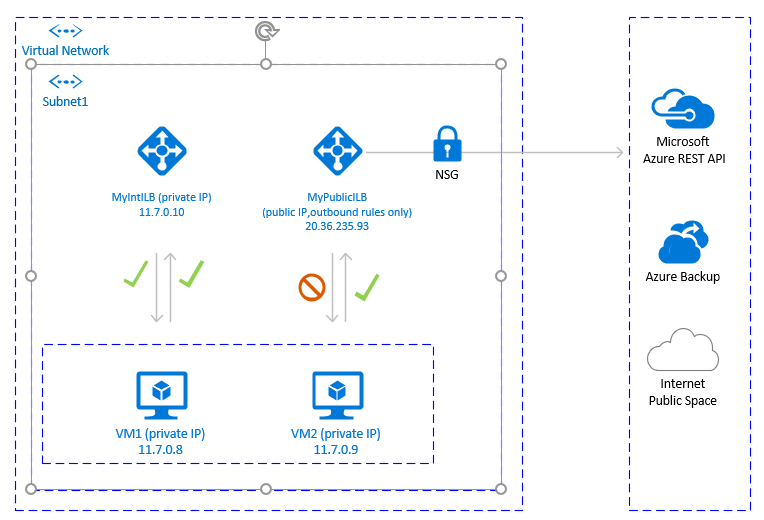 Virtual Network
Subnet1
MyIntILB (private IP)
11.7.0.10
MyPublicILB
(public IP,outbound rules only)
20.36.235.93
NSG
VM1 (private IP)
11.7.0.8
VM2 (private IP)
11.7.0.9
Microsoft
Azure REST API
Azure Backup
Internet
Public Space